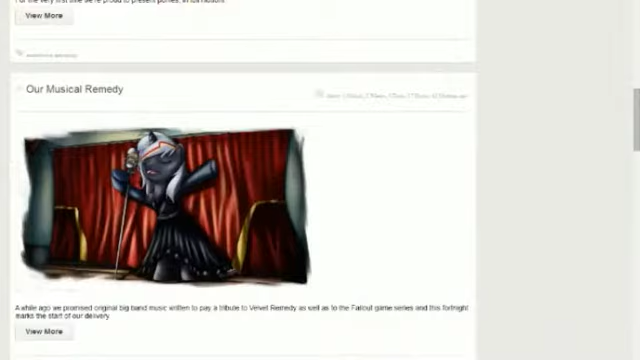 For the very first time we're proud to present ponies, in full motion!
View More
Our Musical Remedy
A while ago we promised original big band music written to pay a tribute to Velvet Remedy as well as to the Fallout game series and this fortnight
marks the start of our delivery.
View More